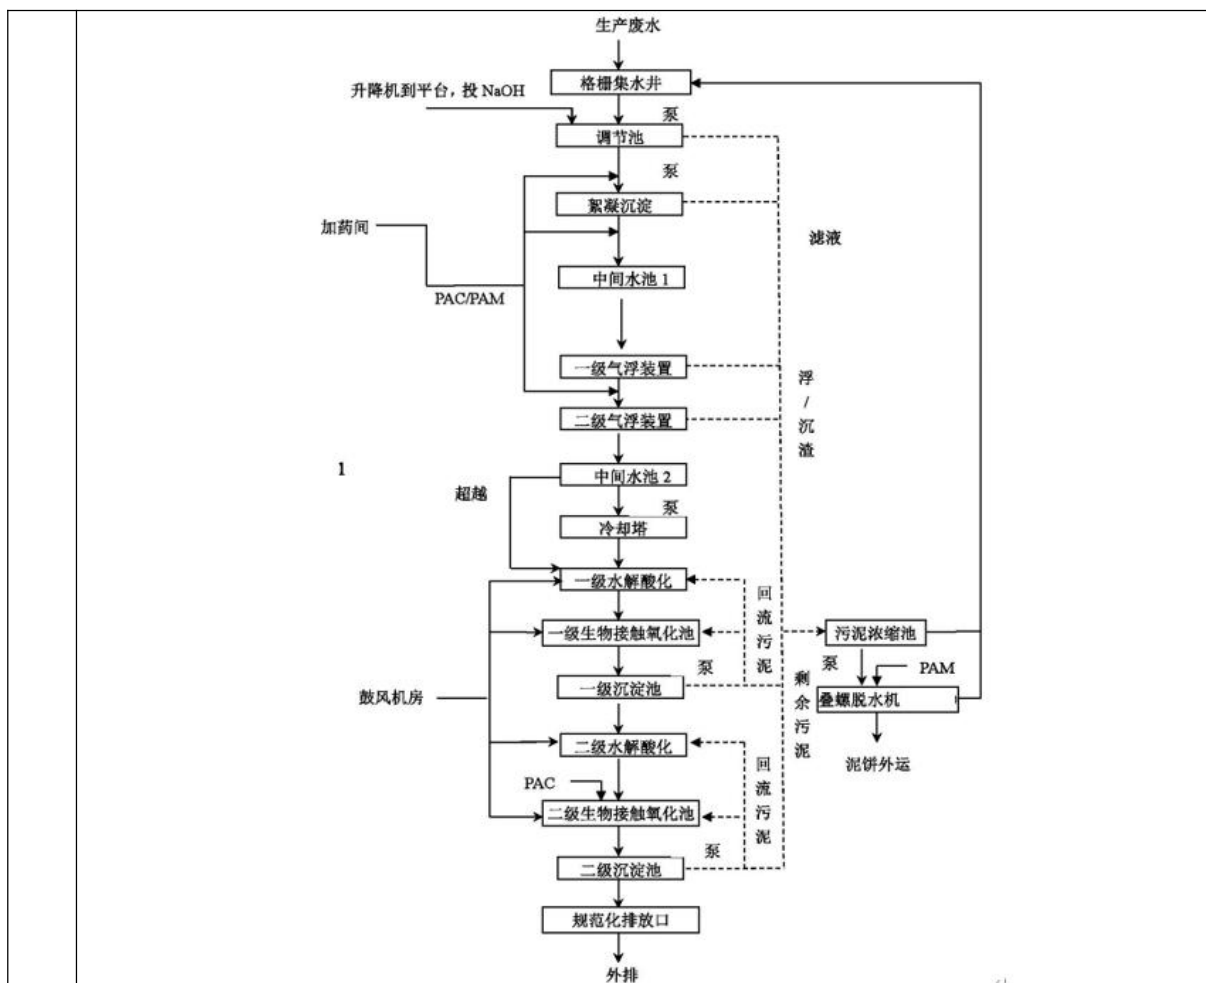 生产废水
格栅集水井
升降机到平台，投 NaOH
泵
调节池
泵
絮凝沉淀
加药间
滤液
中间水池 1
PAC/PAM
一级气浮装置
浮/沉渣
二级气浮装置
1
中间水池 2
超越
泵
冷却塔
一级水解酸化
回流污泥
一级生物接触氧化池
污泥浓缩池
泵
泵
PAM
一级沉淀池
剩余污泥
鼓风机房
叠螺脱水机
二级水解酸化
泥饼外运
回流污泥
PAC
二级生物接触氧化池
泵
二级沉淀池
规范化排放口
外排